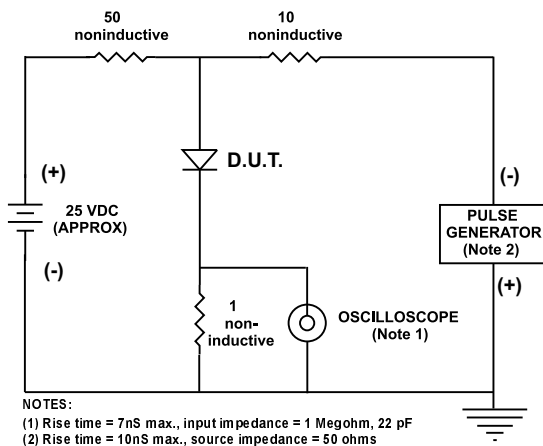 50
noninductive
10
noninductive
(+)
D.U.T.
(-)
25 VDC
(APPROX)
PULSE
GENERATOR
(Note 2)
(-)
(+)
1
non-
inductive
OSCILLOSCOPE
(Note 1)
NOTES:
(1) Rise time = 7nS max., input impedance = 1 Megohm, 22 pF
(2) Rise time = 10nS max., source impedance = 50 ohms